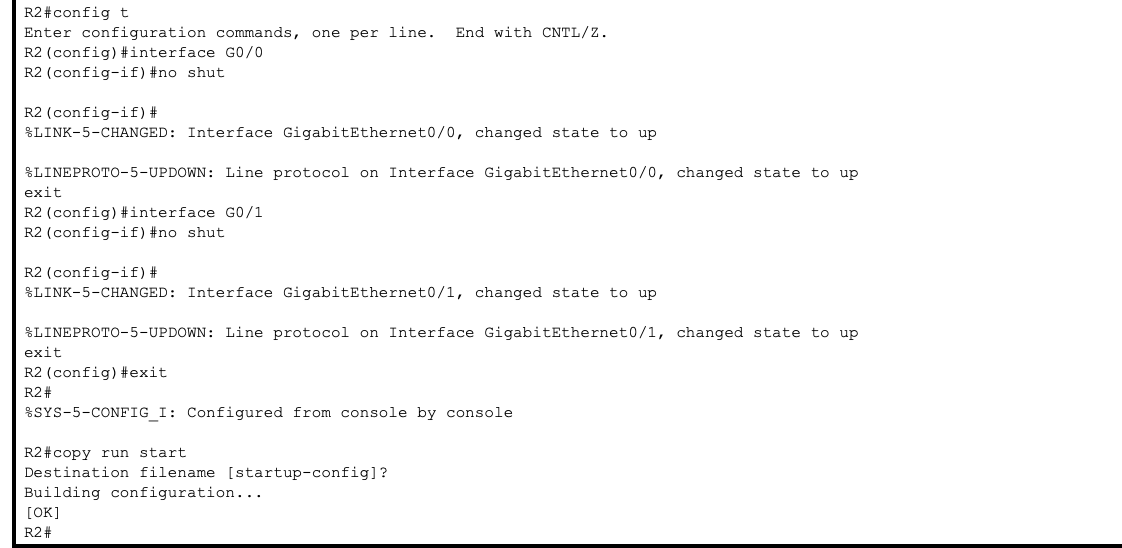 R2#config t
Enter configuration commands, one per line.  End with CNTL/Z.
R2(config)#interface G0/0
R2(config-if)#no shut
R2(config-if)#
%LINK-5-CHANGED: Interface GigabitEthernet0/0, changed state to up
%LINEPROTO-5-UPDOWN: Line protocol on Interface GigabitEthernet0/0, changed state to up
exit
R2(config)#interface G0/1
R2(config-if)#no shut
R2(config-if)#
%LINK-5-CHANGED: Interface GigabitEthernet0/1, changed state to up
%LINEPROTO-5-UPDOWN: Line protocol on Interface GigabitEthernet0/1, changed state to up
exit
R2(config)#exit
R2#
%SYS-5-CONFIG_I: Configured from console by console
R2#copy run start
Destination filename [startup-config]?
Building configuration...
[OK]
R2#